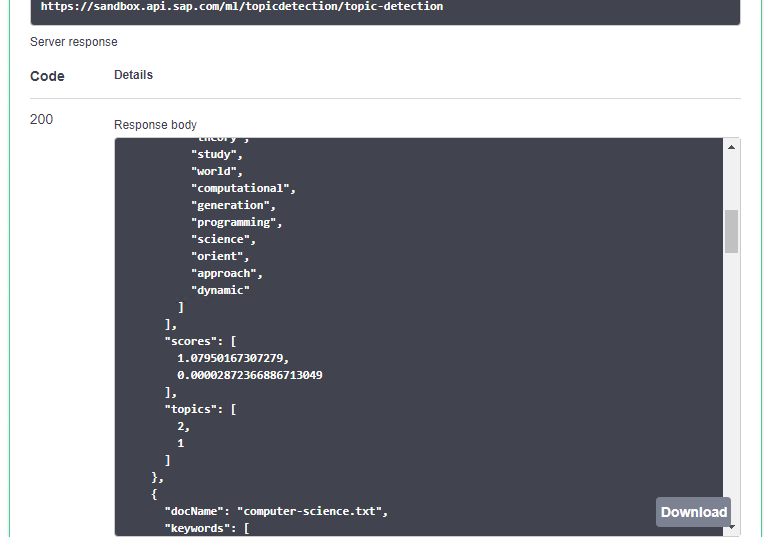 https://sandbox.api.sap.com/ml/topicdetection/topic-detection
Server response
Code Details
200
Response body
"theory",
"study",
"world",
"computational",
"generation",
"programming",
"science",
"orient",
"approach",
"dynamic"
]
],
"scores": [
1.07950167307279,
0.00002872366886713049
],
"topics": [
2,
1
]
},
{
"docName": "computer-science.txt",
"keywords": [
Download